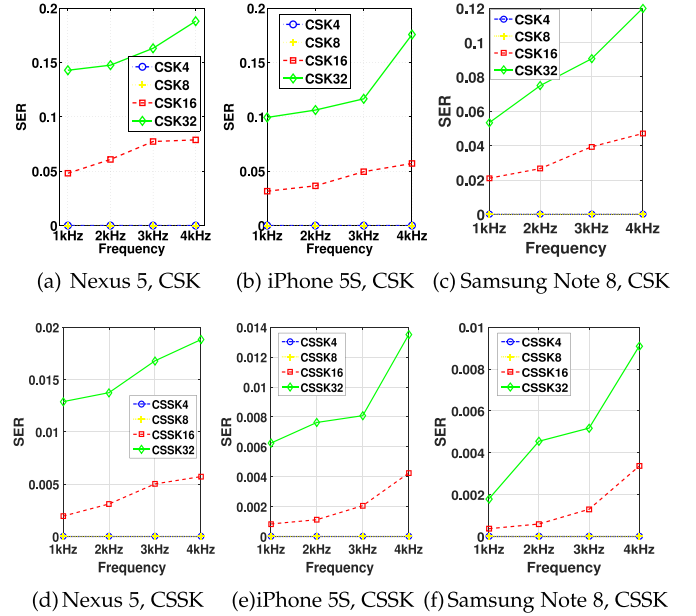 0.2
0.15
0.1
0.05
0
SER
CSK4
CSK8
CSK16
CSK32
1kHz 2kHz 3kHz 4kHz
Frequency
(a) Nexus 5, CSK
0.2
0.15
0.1
0.05
0
SER
CSK4
CSK8
CSK16
CSK32
1kHz 2kHz 3kHz 4kHz
Frequency
(b) iPhone 5S, CSK
0.12
0.1
0.08
0.06
0.04
0.02
0
SER
CSK4
CSK8
CSK16
CSK32
1kHz 2kHz 3kHz 4kHz
Frequency
(c) Samsung Note 8, CSK
0.02
0.015
0.01
0.005
0
SER
CSSK4
CSSK8
CSSK16
CSSK32
1kHz 2kHz 3kHz 4kHz
Frequency
(d) Nexus 5, CSSK
0.014
0.012
0.01
0.008
0.006
0.004
0.002
0
SER
CSSK4
CSSK8
CSSK16
CSSK32
1kHz 2kHz 3kHz 4kHz
Frequency
(e) iPhone 5S, CSSK
0.01
0.008
0.006
0.004
0.002
0
SER
CSSK4
CSSK8
CSSK16
CSSK32
1kHz 2kHz 3kHz 4kHz
Frequency
(f) Samsung Note 8, CSSK